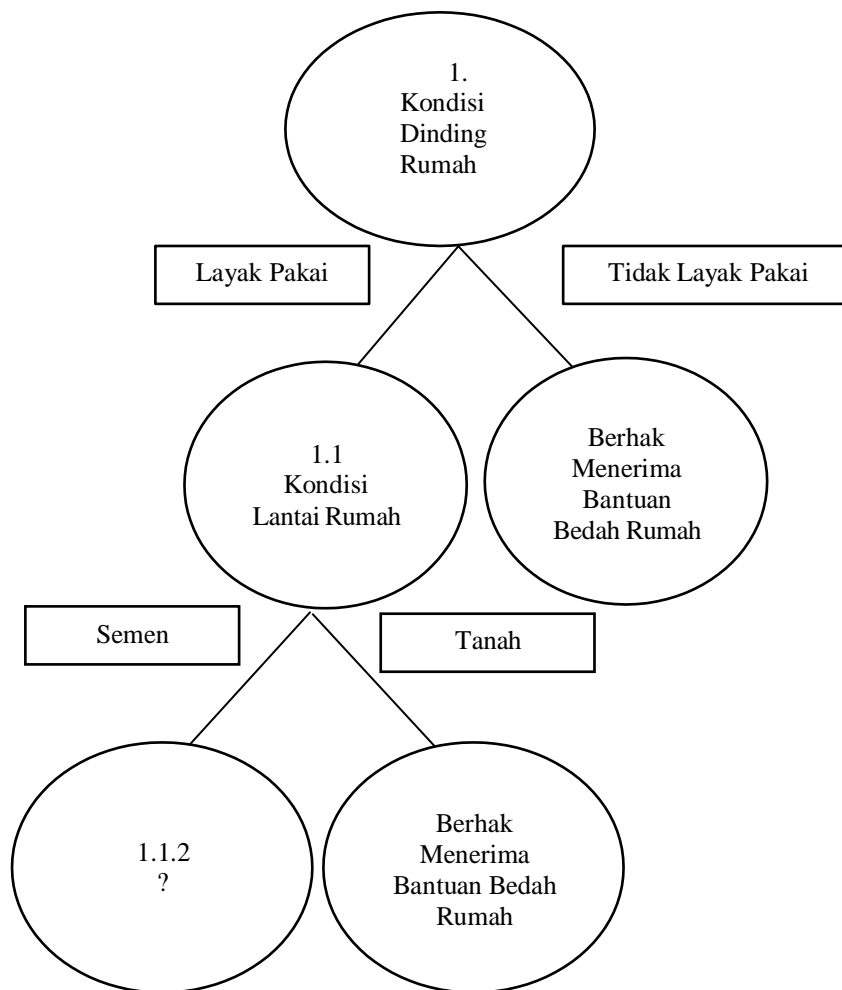 1.
Kondisi
Dinding
Rumah
Layak Pakai
Tidak Layak Pakai
1.1
Kondisi
Lantai Rumah
Berhak
Menerima
Bantuan
Bedah Rumah
Semen
Tanah
1.1.2
?
Berhak
Menerima
Bantuan Bedah
Rumah